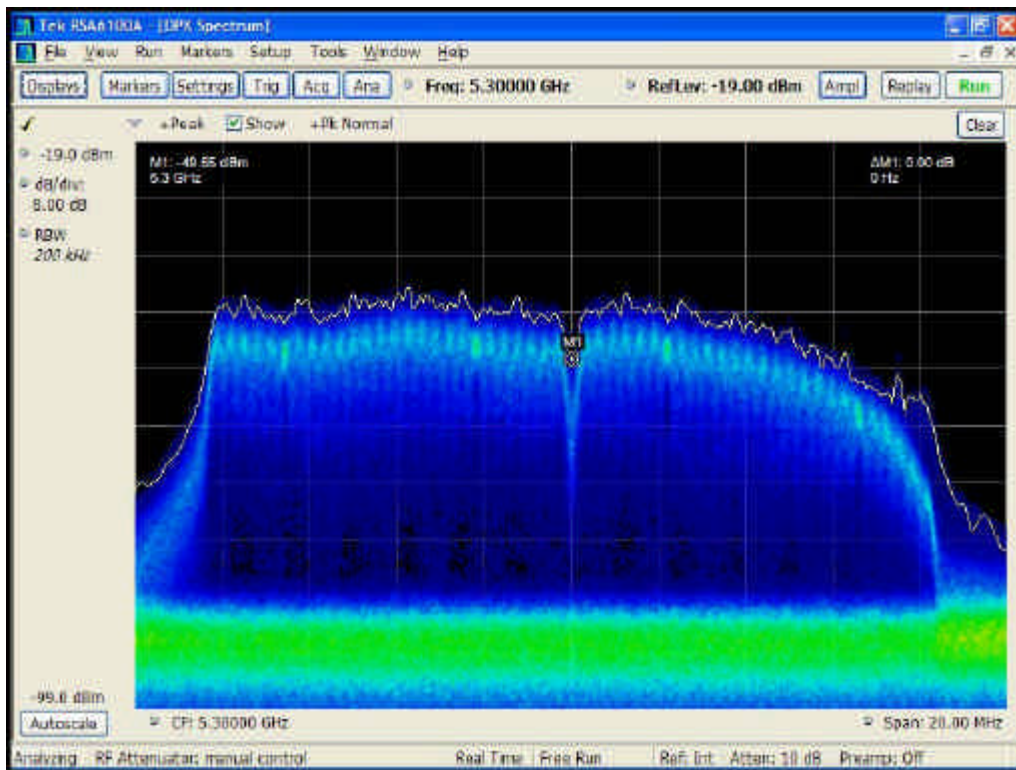 Tek RSA6100A - [DPX Spectrum]
File View Run Markers Setup Tools Window Help
Displays Markers Settings Trig Acq Ana Freq: 5.30000 GHz RefLev: -19.00 dBm Ampl Replay Run
+Peak Show +Pk Normal Clear
-19.0 dBm
dB/div:
8.00 dB
RBW
200 kHz
M1: -49.55 dBm
5.3 GHz
ΔM1: 0.00 dB
0 Hz
M1
-99.0 dBm
Autoscale CF: 5.30000 GHz Span: 20.00 MHz
Analyzing RF Attenuator: manual control Real Time Free Run Ref: Int Atten: 10 dB Preamp: Off